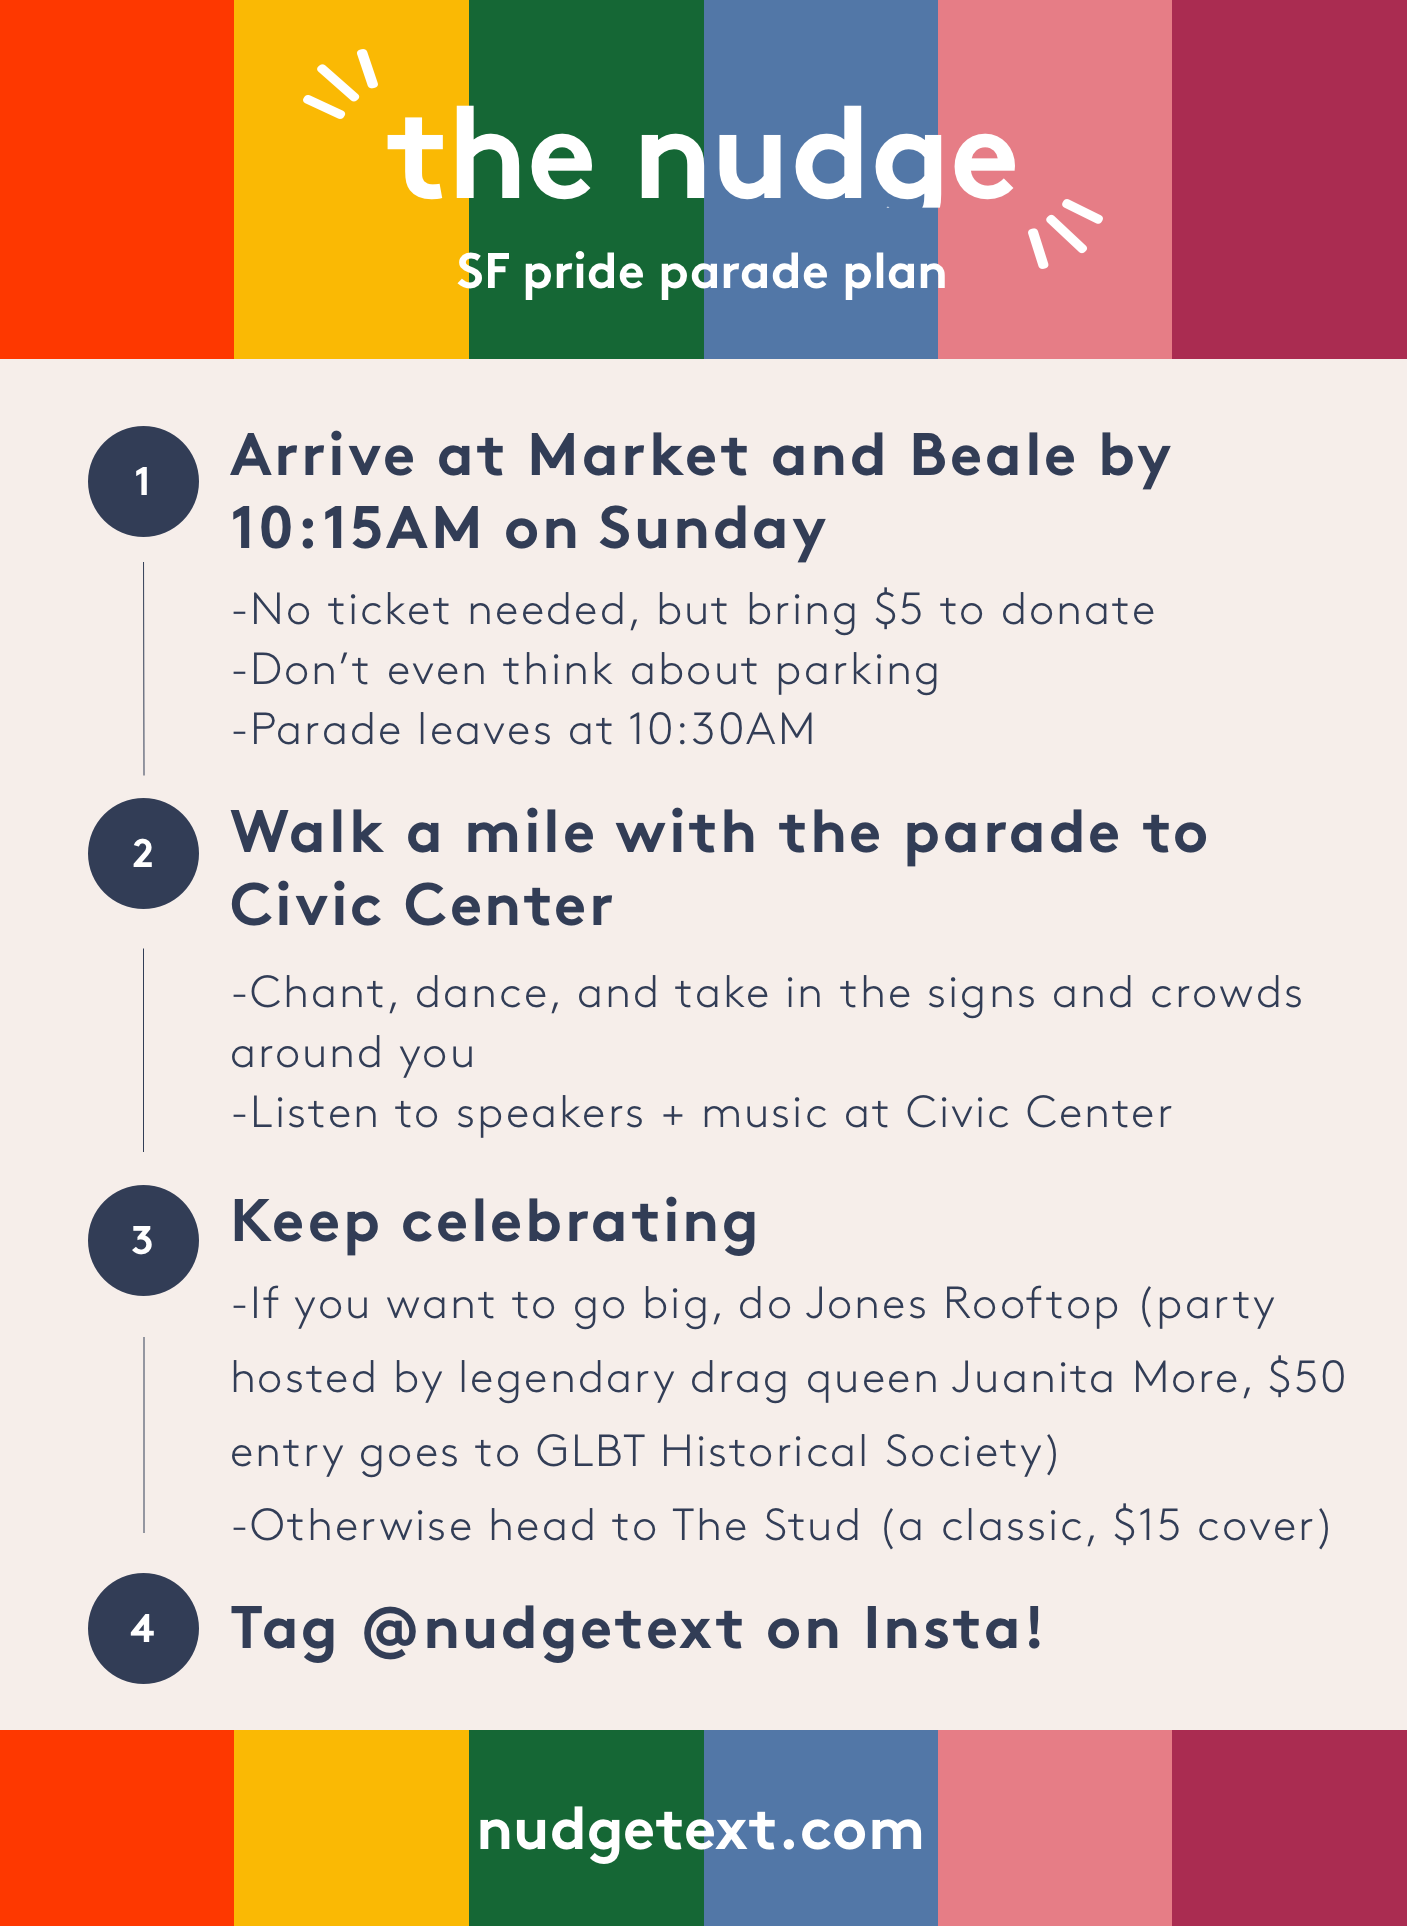 the nudge
SF pride parade plan
1
Arrive at Market and Beale by
10:15AM on Sunday
-No ticket needed, but bring $5 to donate
-Don’t even think about parking
-Parade leaves at 10:30AM
2
Walk a mile with the parade to
Civic Center
-Chant, dance, and take in the signs and crowds
around you
-Listen to speakers + music at Civic Center
3
Keep celebrating
-If you want to go big, do Jones Rooftop (party
hosted by legendary drag queen Juanita More, $50
entry goes to GLBT Historical Society)
-Otherwise head to The Stud (a classic, $15 cover)
4
Tag @nudgetext on Insta!
nudgetext.com